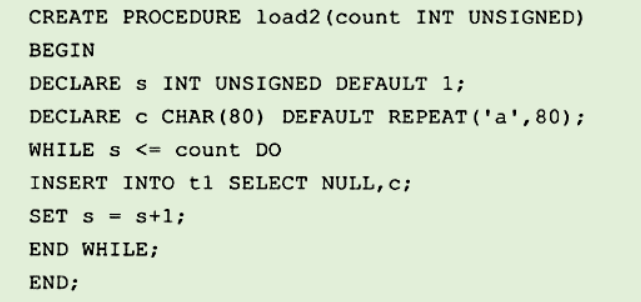 CREATE PROCEDURE load2(count INT UNSIGNED)
BEGIN
DECLARE s INT UNSIGNED DEFAULT 1;
DECLARE c CHAR(80) DEFAULT REPEAT('a',80);
WHILE s <= count DO
INSERT INTO t1 SELECT NULL,c;
SET s = s+1;
END WHILE;
END;